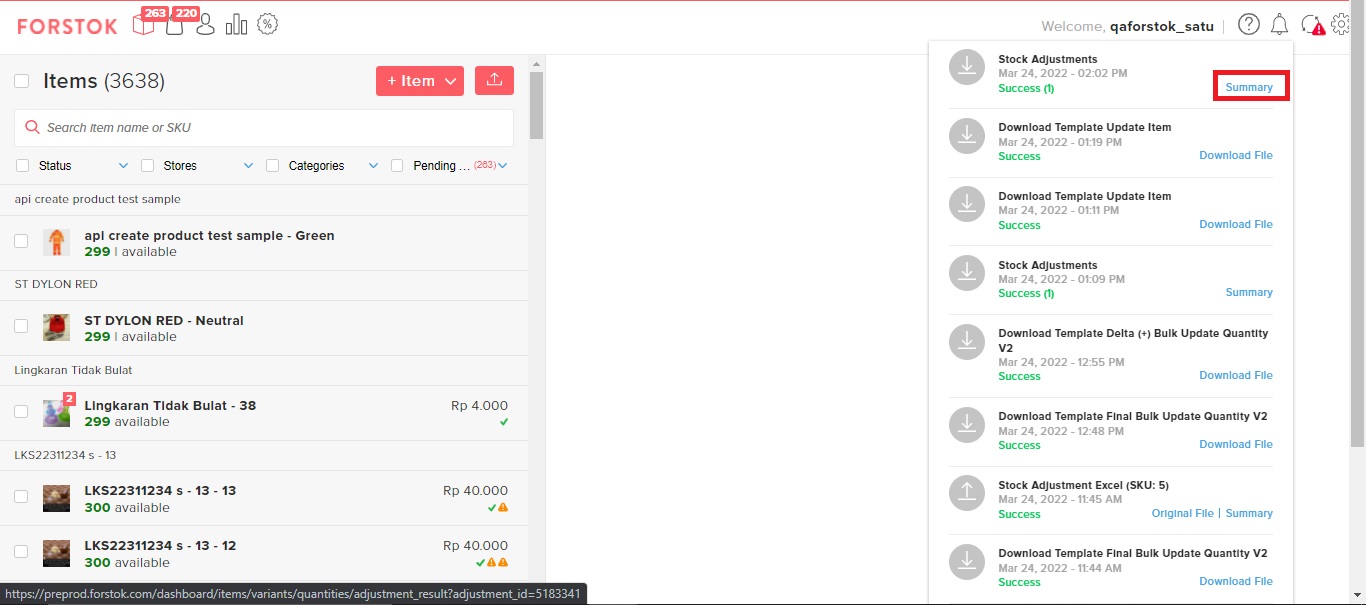 FORSTOK
263
220
Welcome, qaforstok_satu
Items (3638)
+ Item
Search Item name or SKU
Status
Stores
Categories
Pending ... (283)
api create product test sample
apI create product test sample - Green
299 | available
ST DYLON RED
ST DYLON RED - Neutral
299 | available
Lingkaran Tidak Bulat
2
Lingkaran Tidak Bulat - 38
Rp 4.000
299 available
LKS22311234 s - 13
LKS22311234 s - 13 - 13
Rp 40.000
300 available
LKS22311234 s - 13 - 12
Rp 40.000
300 available
Stock Adjustments
Mar 24, 2022 - 02:02 PM
Success (1)
Summary
Download Template Update Item
Mar 24, 2022 - 01:19 PM
Success
Download File
Download Template Update Item
Mar 24, 2022 - 01:11 PM
Success
Download File
Stock Adjustments
Mar 24, 2022 - 01:09 PM
Success (1)
Summary
Download Template Delta (+) Bulk Update Quantity
V2
Mar 24, 2022 - 12:55 PM
Success
Download File
Download Template Final Bulk Update Quantity V2
Mar 24, 2022 - 12:48 PM
Success
Download File
Stock Adjustment Excel (SKU: 5)
Mar 24, 2022 - 11:45 AM
Success
Original File | Summary
Download Template Final Bulk Update Quantity V2
Mar 24, 2022 - 11:44 AM
Success
Download File
https://preprod.forstok.com/dashboard/items/variants/quantities/adjustment_result?adjustment_id=5183341